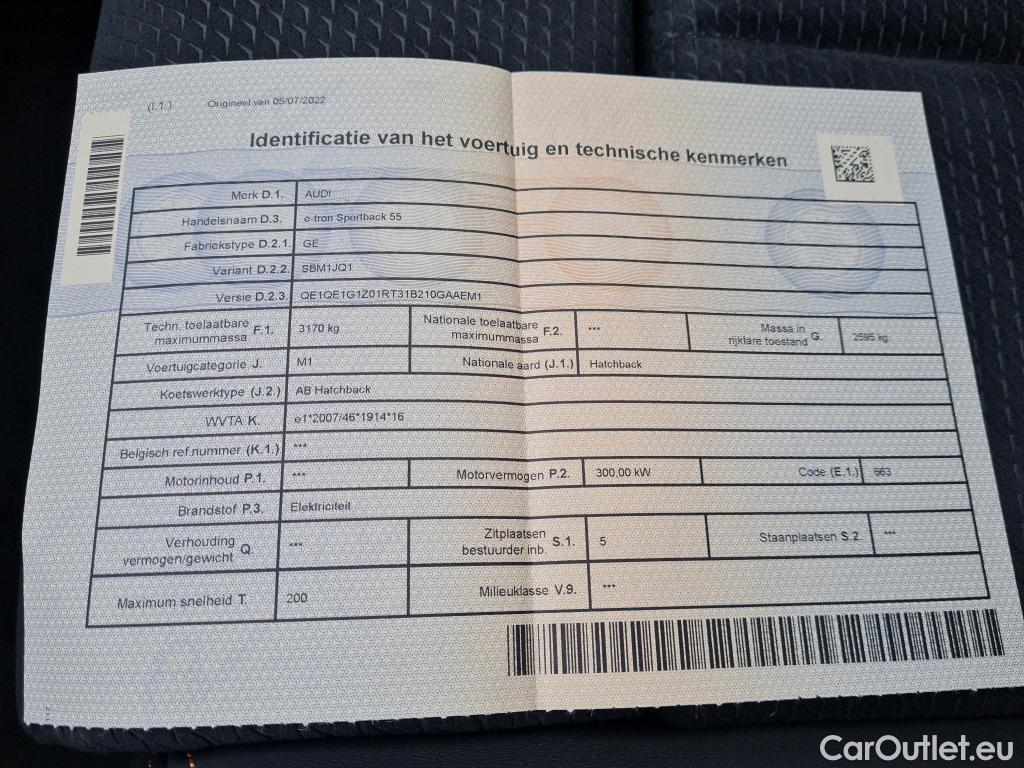 (I.1.) Origineel van 05/07/2022
Identificatie van het voertuig en technische kenmerken
Merk D.1. AUDI
Handelsnaam D.3. e-tron Sportback 55
Fabriekstype D.2.1. GE
Variant D.2.2. SBM1JQ1
Versie D.2.3. QE1QE1G1Z01RT31B210GAAEM1
Techn. toelaatbare maximummassa F.1. 3170 kg Nationale toelaatbare maximummassa F.2. *** Massa in rijklare toestand G. 2595 kg
Voertuigcategorie J. M1 Nationale aard (J.1.) Hatchback
Koetswerktype (J.2.) AB Hatchback
WVTA K. e1*2007/46*1914*16
Belgisch ref.nummer (K.1.) ***
Motorinhoud P.1. *** Motorvermogen P.2. 300,00 kW Code (E.1.) 663
Brandstof P.3. Elektriciteit
Verhouding vermogen/gewicht Q. *** Zitplaatsen bestuurder inb. S.1. 5 Staanplaatsen S.2. ***
Maximum snelheid T. 200 Milieuklasse V.9. ***
CarOutlet.eu